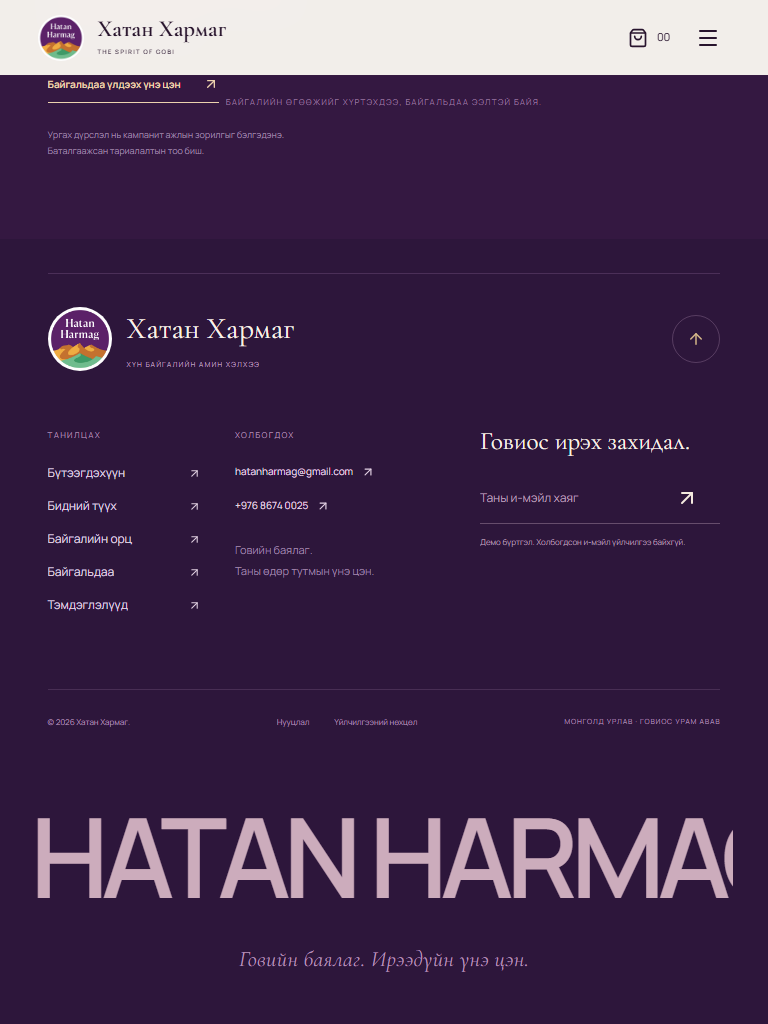 Hatan
Harmag
Хатан Хармаг
THE SPIRIT OF GOBI
00
Байгальдаа үлдээх үнэ цэн
БАЙГАЛИЙН ӨГӨӨЖИЙГ ХҮРТЭХДЭЭ, БАЙГАЛЬДАА ЭЭЛТЭЙ БАЙЯ.
Ургах дүрслэл нь кампанит ажлын зорилгыг бэлгэдэнэ.
Баталгаажсан тариалалтын тоо биш.
Hatan
Harmag
Хатан Хармаг
ХҮН БАЙГАЛИЙН АМИН ХЭЛХЭЭ
ТАНИЛЦАХ
Бүтээгдэхүүн
Бидний түүх
Байгалийн орц
Байгальдаа
Тэмдэглэлүүд
ХОЛБОГДОХ
hatanharmag@gmail.com
+976 8674 0025
Говийн баялаг.
Таны өдөр тутмын үнэ цэн.
Говиос ирэх захидал.
Таны и-мэйл хаяг
Демо бүртгэл. Холбогдсон и-мэйл үйлчилгээ байхгүй.
© 2026 Хатан Хармаг.
Нууцлал
Үйлчилгээний нөхцөл
МОНГОЛД УРЛАВ · ГОВИОС УРАМ АВАВ
HATAN HARMAG
Говийн баялаг. Ирээдүйн үнэ цэн.